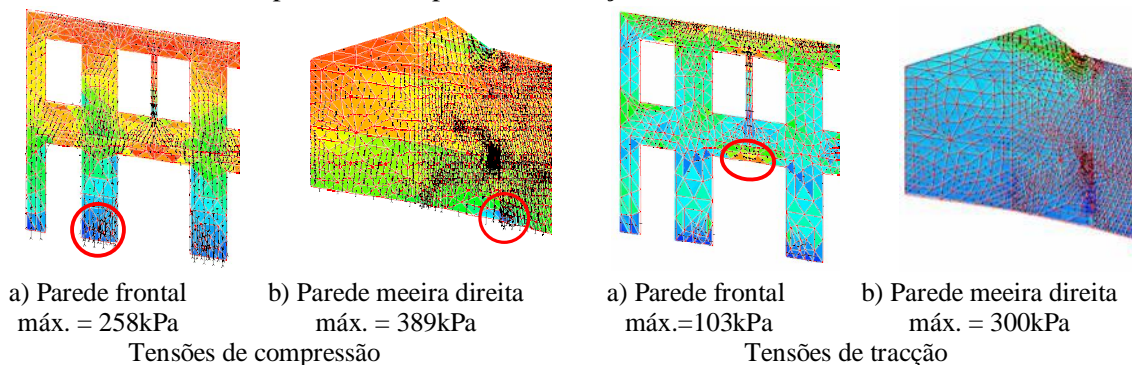 a) Parede frontal b) Parede meeira direita a) Parede frontal b) Parede meeira direita
máx. = 258kPa máx. = 389kPa máx.=103kPa máx. = 300kPa
Tensões de compressão Tensões de tracção